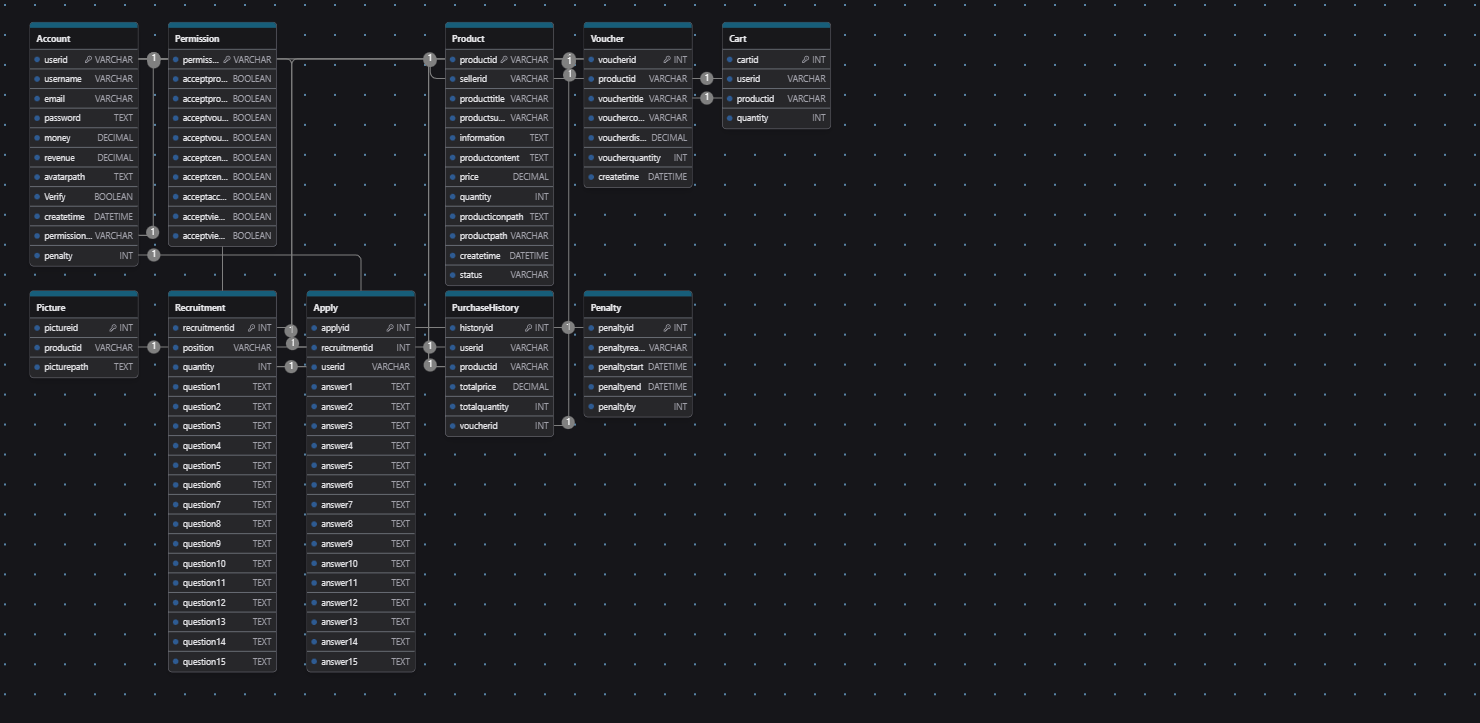 Account
userid VARCHAR
username VARCHAR
email VARCHAR
password TEXT
money DECIMAL
revenue DECIMAL
avatarpath TEXT
Verify BOOLEAN
createtime DATETIME
permission... VARCHAR
penalty INT
1
1
1
Permission
permiss... VARCHAR
acceptpro... BOOLEAN
acceptpro... BOOLEAN
acceptvou... BOOLEAN
acceptvou... BOOLEAN
acceptcen... BOOLEAN
acceptcen... BOOLEAN
acceptacc... BOOLEAN
acceptvie... BOOLEAN
acceptvie... BOOLEAN
1
Product
productid VARCHAR
sellerid VARCHAR
producttitle VARCHAR
productsu... VARCHAR
information TEXT
productcontent TEXT
price DECIMAL
quantity INT
producticonpath TEXT
productpath VARCHAR
createtime DATETIME
status VARCHAR
1
1
Voucher
voucherid INT
productid VARCHAR
vouchertitle VARCHAR
voucherco... VARCHAR
voucherdis... DECIMAL
voucherquantity INT
createtime DATETIME
1
1
Cart
cartid INT
userid VARCHAR
productid VARCHAR
quantity INT
Picture
pictureid INT
productid VARCHAR
picturepath TEXT
1
Recruitment
recruitmentid INT
position VARCHAR
quantity INT
question1 TEXT
question2 TEXT
question3 TEXT
question4 TEXT
question5 TEXT
question6 TEXT
question7 TEXT
question8 TEXT
question9 TEXT
question10 TEXT
question11 TEXT
question12 TEXT
question13 TEXT
question14 TEXT
question15 TEXT
1
1
1
Apply
applyid INT
recruitmentid INT
userid VARCHAR
answer1 TEXT
answer2 TEXT
answer3 TEXT
answer4 TEXT
answer5 TEXT
answer6 TEXT
answer7 TEXT
answer8 TEXT
answer9 TEXT
answer10 TEXT
answer11 TEXT
answer12 TEXT
answer13 TEXT
answer14 TEXT
answer15 TEXT
1
1
PurchaseHistory
historyid INT
userid VARCHAR
productid VARCHAR
totalprice DECIMAL
totalquantity INT
voucherid INT
1
1
Penalty
penaltyid INT
penaltyrea... VARCHAR
penaltystart DATETIME
penaltyend DATETIME
penaltyby INT